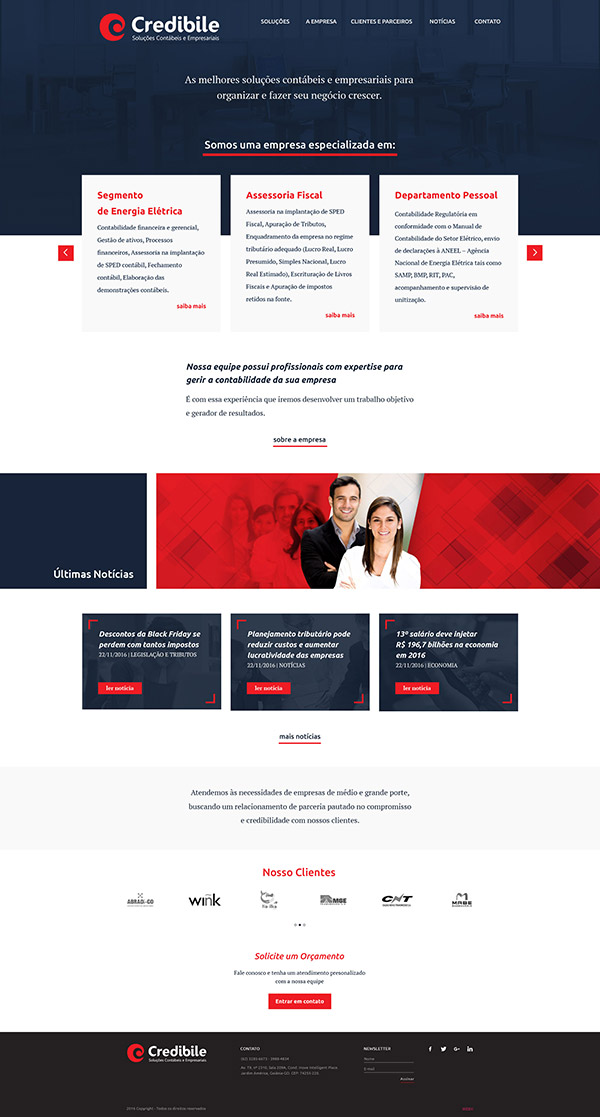 Credibile
Soluções Contábeis e Empresariais
SOLUÇÕES
A EMPRESA
CLIENTES E PARCEIROS
NOTÍCIAS
CONTATO
As melhores soluções contábeis e empresariais para
organizar e fazer seu negócio crescer.
Somos uma empresa especializada em:
Segmento
de Energia Elétrica
Contabilidade financeira e gerencial,
Gestão de ativos, Processos
financeiros, Assessoria na implantação
de SPED contábil, Fechamento
contábil, Elaboração das
demonstrações contábeis.
saiba mais
Assessoria Fiscal
Assessoria na implantação de SPED
Fiscal, Apuração de Tributos,
Enquadramento da empresa no regime
tributário adequado (Lucro Real, Lucro
Presumido, Simples Nacional, Lucro
Real Estimado), Escrituração de Livros
Fiscais e Apuração de impostos
retidos na fonte.
saiba mais
Departamento Pessoal
Contabilidade Regulatória em
conformidade com o Manual de
Contabilidade do Setor Elétrico, envio
de declarações à ANEEL – Agência
Nacional de Energia Elétrica tais como
SAMP, BMP, RIT, PAC,
acompanhamento e supervisão de
unitização.
saiba mais
Nossa equipe possui profissionais com expertise para
gerir a contabilidade da sua empresa
É com essa experiência que iremos desenvolver um trabalho objetivo
e gerador de resultados.
sobre a empresa
Últimas Notícias
Descontos da Black Friday se
perdem com tantos impostos
22/11/2016 | LEGISLAÇÃO E TRIBUTOS
ler notícia
Planejamento tributário pode
reduzir custos e aumentar
lucratividade das empresas
22/11/2016 | NOTÍCIAS
ler notícia
13º salário deve injetar
R$ 196,7 bilhões na economia
em 2016
22/11/2016 | ECONOMIA
ler notícia
mais notícias
Atendemos às necessidades de empresas de médio e grande porte,
buscando um relacionamento de parceria pautado no compromisso
e credibilidade com nossos clientes.
Nosso Clientes
wink
MGE
CNT
Solicite um Orçamento
Fale conosco e tenha um atendimento personalizado
com a nossa equipe
Entrar em contato
Credibile
Soluções Contábeis e Empresariais
CONTATO
NEWSLETTER
Nome
E-mail
Assinar
2016 Copyright - Todos os direitos reservados